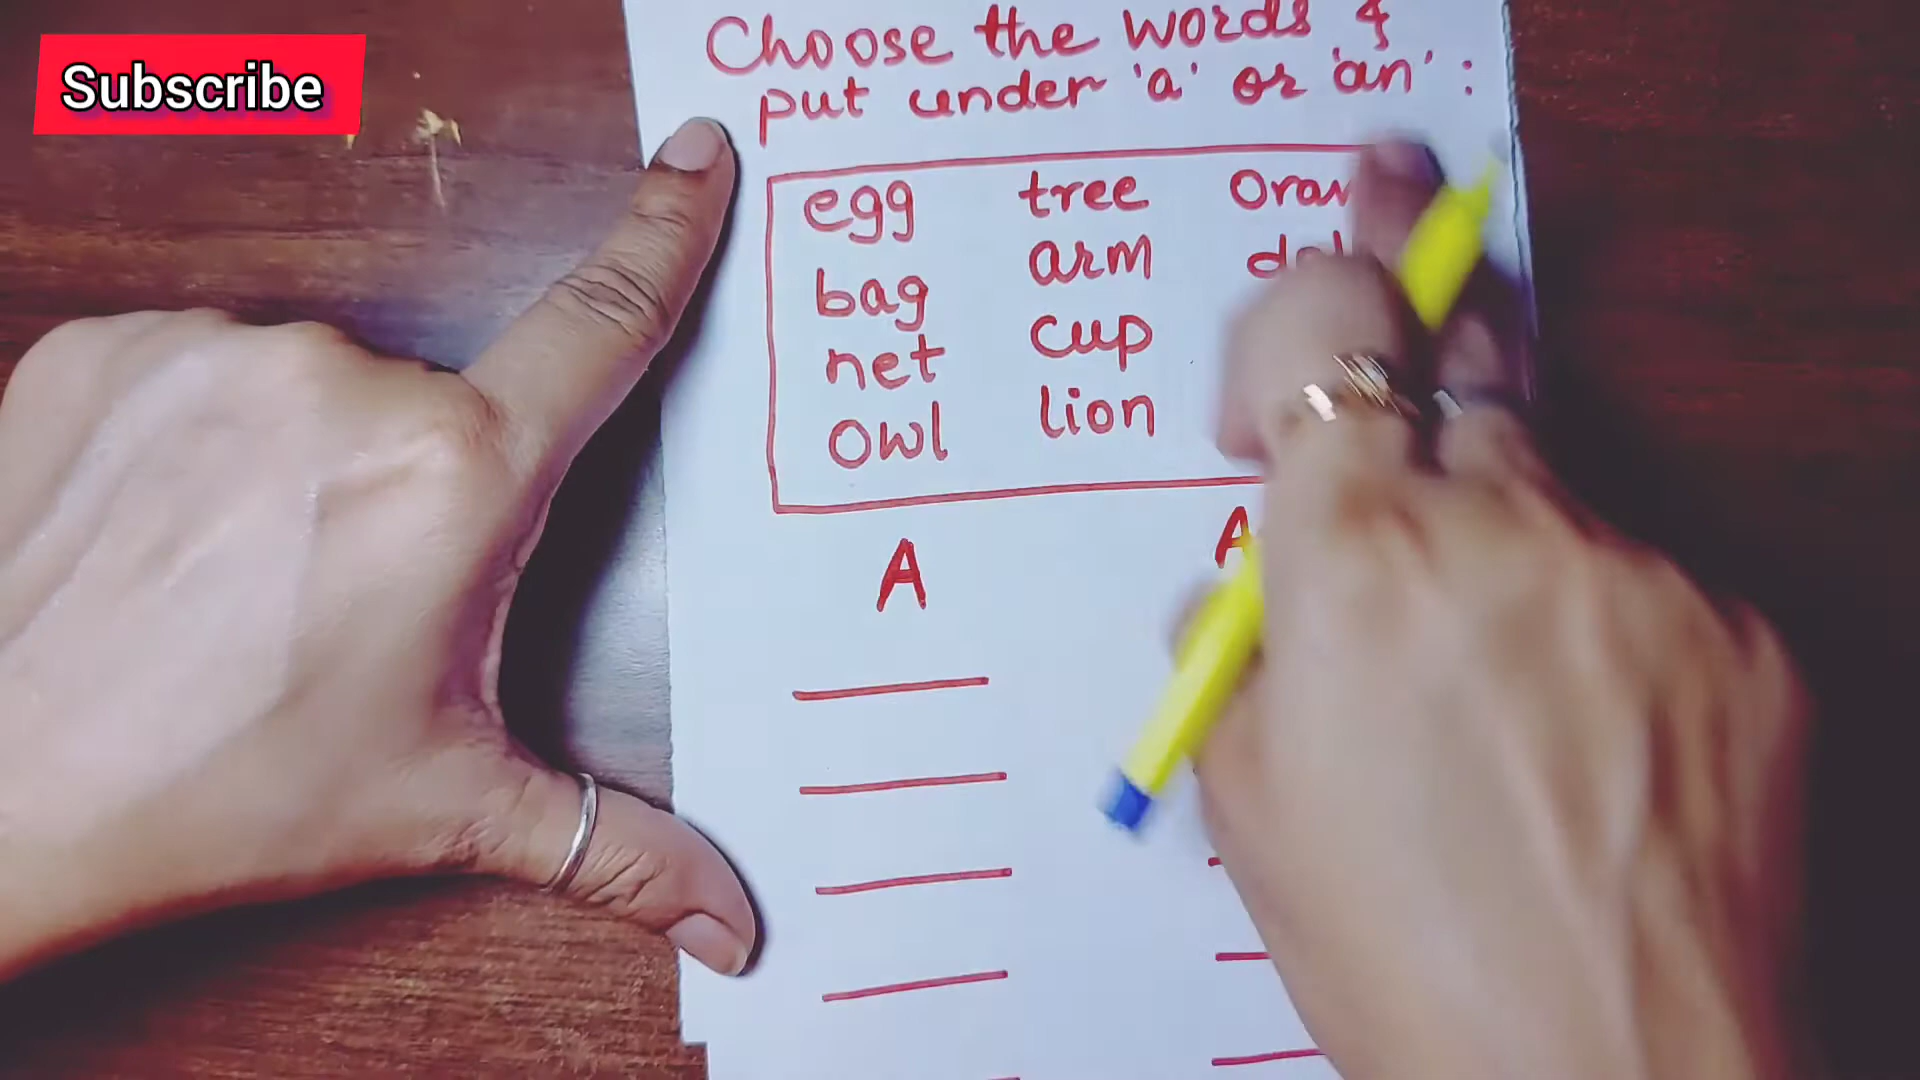 Subscribe
Choose the words &
put under 'a' or 'an' :
egg tree
bag arm
net cup
owl lion
A